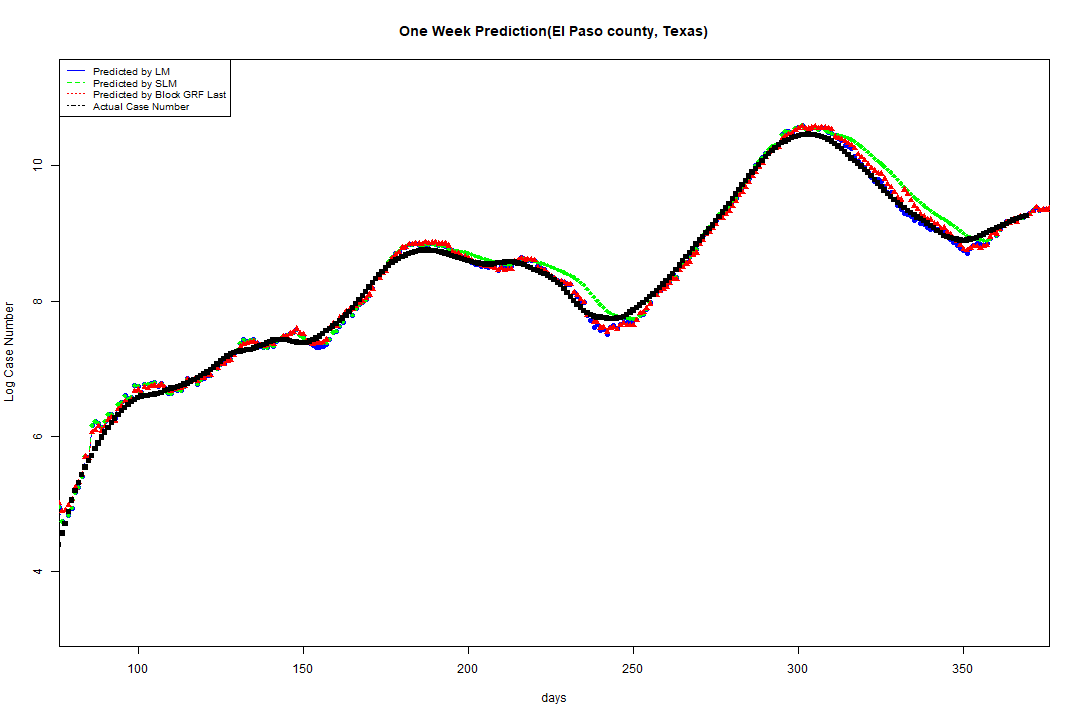 One Week Prediction(El Paso county, Texas)
Predicted by LM
Predicted by SLM
Predicted by Block GRF Last
Actual Case Number
10
8
6
4
Log Case Number
100 150 200 250 300 350
days